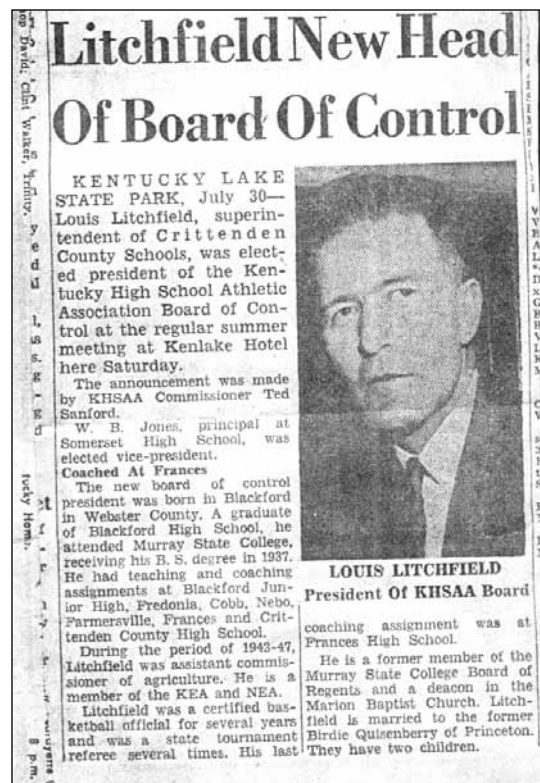 Litchfield New Head
Of Board Of Control
KENTUCKY LAKE
STATE PARK, July 30—
Louis Litchfield, superin-
tendent of Crittenden
County Schools, was elect-
ed president of the Ken-
tucky High School Athletic
Association Board of Con-
trol at the regular summer
meeting at Kenlake Hotel
here Saturday.
The announcement was made
by KHSAA Commissioner Ted
Sanford.
W. B. Jones, principal at
Somerset High School, was
elected vice-president.
Coached At Frances
The new board of control
president was born in Blackford
in Webster County. A graduate
of Blackford High School, he
attended Murray State College,
receiving his B. S. degree in 1937.
He had teaching and coaching
assignments at Blackford Jun-
ior High, Fredonia, Cobb, Nebo,
Farmersville, Frances and Crit-
tenden County High School.
During the period of 1943-47,
Litchfield was assistant commis-
sioner of agriculture. He is a
member of the KEA and NEA.
Litchfield was a certified bas-
ketball official for several years
and was a state tournament
referee several times. His last
LOUIS LITCHFIELD
President Of KHSAA Board
coaching assignment was at
Frances High School.
He is a former member of the
Murray State College Board of
Regents and a deacon in the
Marion Baptist Church. Litch-
field is married to the former
Birdie Quisenberry of Princeton.
They have two children.
David; Clint Walker, Trinity.
tucky Home.
8 p.m.